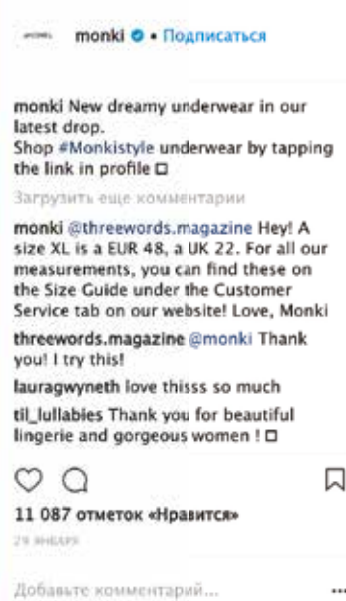 monki • Подписаться
monki New dreamy underwear in our
latest drop.
Shop #Monkistyle underwear by tapping
the link in profile
Загрузить еще комментарии
monki @threewords.magazine Hey! A
size XL is a EUR 48, a UK 22. For all our
measurements, you can find these on
the Size Guide under the Customer
Service tab on our website! Love, Monki
threewords.magazine @monki Thank
you! I try this!
lauragwyneth love thisss so much
til_lullabies Thank you for beautiful
lingerie and gorgeous women !
11 087 отметок «Нравится»
29 ЯНВАРЯ
Добавьте комментарий...